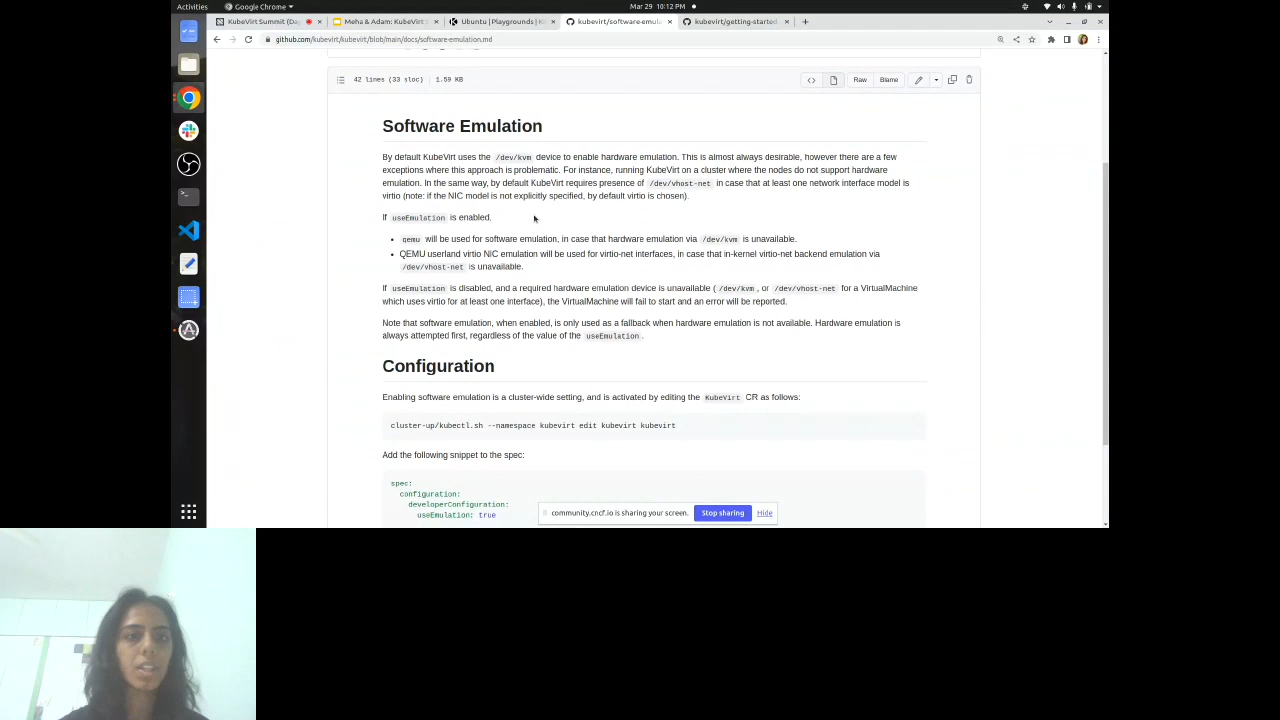 Activities
Google Chrome
Mar 29 10:12 PM
KubeVirt Summit (Da
Meha & Adam: KubeVirt S
Ubuntu | Playgrounds | K
kubevirt/software-emula
kubevirt/getting-started
github.com/kubevirt/kubevirt/blob/main/docs/software-emulation.md
42 lines (33 sloc) | 1.59 KB
Raw
Blame
Software Emulation
By default KubeVirt uses the /dev/kvm device to enable hardware emulation. This is almost always desirable, however there are a few
exceptions where this approach is problematic. For instance, running KubeVirt on a cluster where the nodes do not support hardware
emulation. In the same way, by default KubeVirt requires presence of /dev/vhost-net in case that at least one network interface model is
virtio (note: if the NIC model is not explicitly specified, by default virtio is chosen).
If useEmulation is enabled,
• qemu will be used for software emulation, in case that hardware emulation via /dev/kvm is unavailable.
• QEMU userland virtio NIC emulation will be used for virtio-net interfaces, in case that in-kernel virtio-net backend emulation via
/dev/vhost-net is unavailable.
If useEmulation is disabled, and a required hardware emulation device is unavailable ( /dev/kvm , or /dev/vhost-net for a VirtualMachine
which uses virtio for at least one interface), the VirtualMachine will fail to start and an error will be reported.
Note that software emulation, when enabled, is only used as a fallback when hardware emulation is not available. Hardware emulation is
always attempted first, regardless of the value of the useEmulation .
Configuration
Enabling software emulation is a cluster-wide setting, and is activated by editing the KubeVirt CR as follows:
cluster-up/kubectl.sh --namespace kubevirt edit kubevirt kubevirt
Add the following snippet to the spec:
spec:
configuration:
developerConfiguration:
useEmulation: true
community.cncf.io is sharing your screen.
Stop sharing
Hide